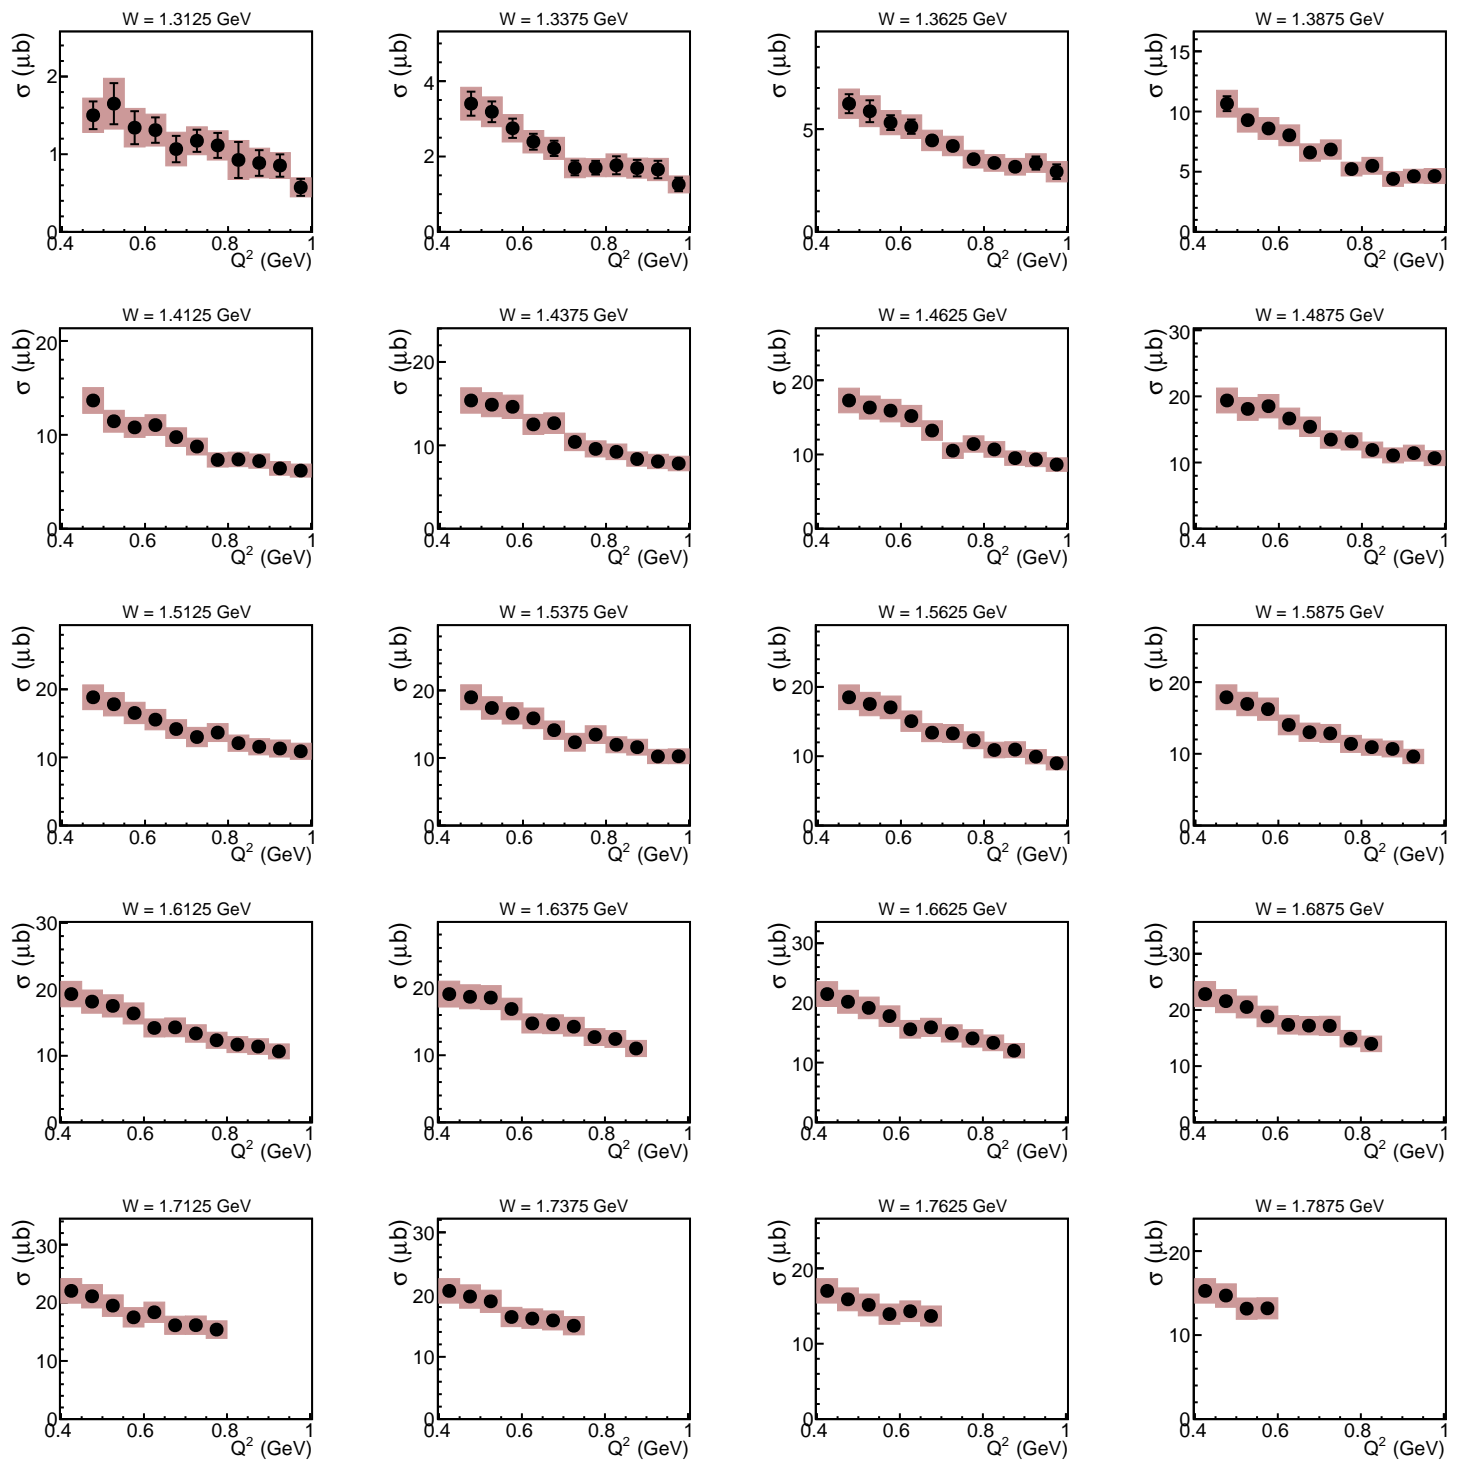 W = 1.3125 GeV
σ (μb)
2
1
0
0.4 0.6 0.8 1
Q² (GeV)
W = 1.3375 GeV
σ (μb)
4
2
0
0.4 0.6 0.8 1
Q² (GeV)
W = 1.3625 GeV
σ (μb)
5
0
0.4 0.6 0.8 1
Q² (GeV)
W = 1.3875 GeV
σ (μb)
15
10
5
0
0.4 0.6 0.8 1
Q² (GeV)
W = 1.4125 GeV
σ (μb)
20
10
0
0.4 0.6 0.8 1
Q² (GeV)
W = 1.4375 GeV
σ (μb)
20
10
0
0.4 0.6 0.8 1
Q² (GeV)
W = 1.4625 GeV
σ (μb)
20
10
0
0.4 0.6 0.8 1
Q² (GeV)
W = 1.4875 GeV
σ (μb)
30
20
10
0
0.4 0.6 0.8 1
Q² (GeV)
W = 1.5125 GeV
σ (μb)
20
10
0
0.4 0.6 0.8 1
Q² (GeV)
W = 1.5375 GeV
σ (μb)
20
10
0
0.4 0.6 0.8 1
Q² (GeV)
W = 1.5625 GeV
σ (μb)
20
10
0
0.4 0.6 0.8 1
Q² (GeV)
W = 1.5875 GeV
σ (μb)
20
10
0
0.4 0.6 0.8 1
Q² (GeV)
W = 1.6125 GeV
σ (μb)
30
20
10
0
0.4 0.6 0.8 1
Q² (GeV)
W = 1.6375 GeV
σ (μb)
20
10
0
0.4 0.6 0.8 1
Q² (GeV)
W = 1.6625 GeV
σ (μb)
30
20
10
0
0.4 0.6 0.8 1
Q² (GeV)
W = 1.6875 GeV
σ (μb)
30
20
10
0
0.4 0.6 0.8 1
Q² (GeV)
W = 1.7125 GeV
σ (μb)
30
20
10
0
0.4 0.6 0.8 1
Q² (GeV)
W = 1.7375 GeV
σ (μb)
30
20
10
0
0.4 0.6 0.8 1
Q² (GeV)
W = 1.7625 GeV
σ (μb)
20
10
0
0.4 0.6 0.8 1
Q² (GeV)
W = 1.7875 GeV
σ (μb)
20
10
0
0.4 0.6 0.8 1
Q² (GeV)